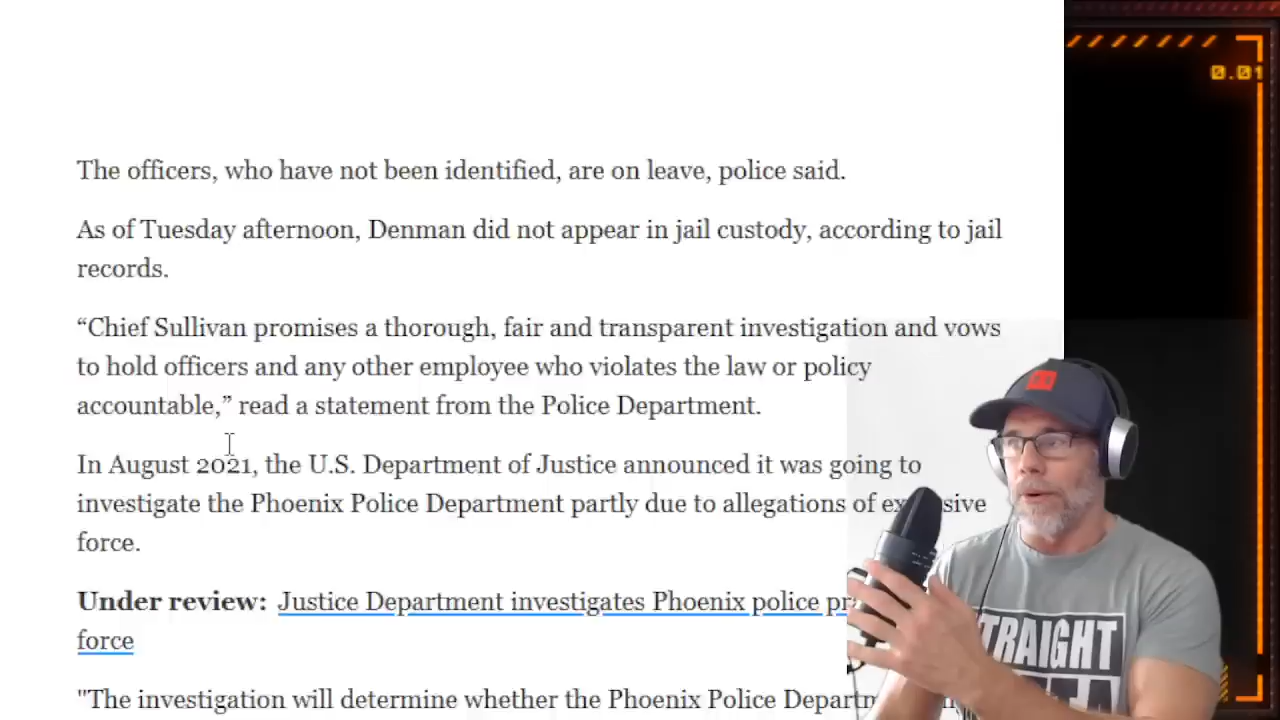 0.01
The officers, who have not been identified, are on leave, police said.
As of Tuesday afternoon, Denman did not appear in jail custody, according to jail
records.
“Chief Sullivan promises a thorough, fair and transparent investigation and vows
to hold officers and any other employee who violates the law or policy
accountable,” read a statement from the Police Department.
In August 2021, the U.S. Department of Justice announced it was going to
investigate the Phoenix Police Department partly due to allegations of
force.
Under review: Justice Department investigates Phoenix police
force
"The investigation will determine whether the Phoenix Police
TRAIGHT